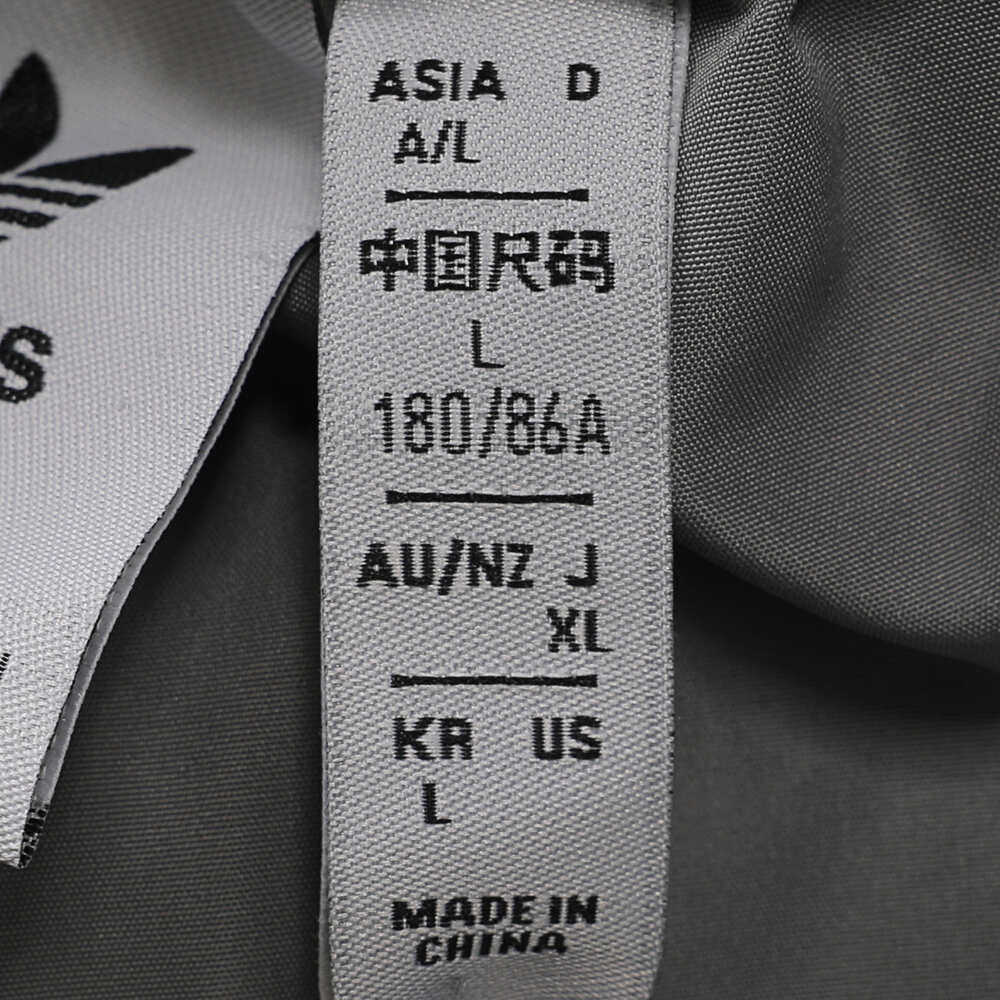 ASIA D
A/L
中国尺码
L
180/86A
AU/NZ J
XL
KR US
L
MADE IN
CHINA
S